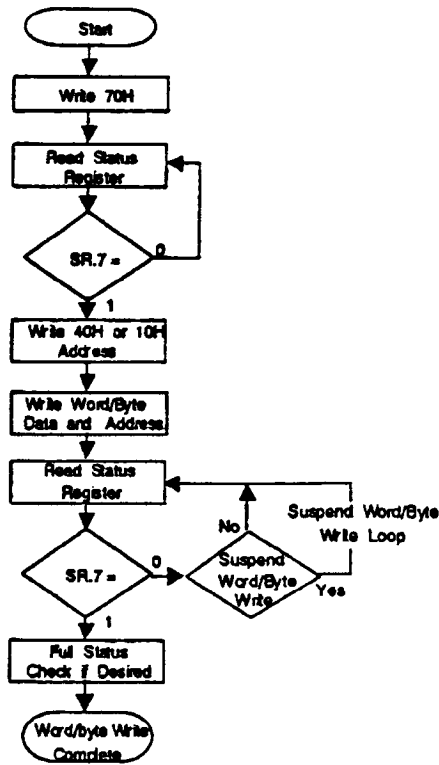 Start
Write 70H
Read Status
Register
SR.7 =
0
1
Write 40H or 10H
Address
Write Word/Byte
Data and Address
Read Status
Register
SR.7 =
0
1
Suspend
Word/Byte
Write
No
Yes
Suspend Word/Byte
Write Loop
Full Status
Check if Desired
Word/byte Write
Complete